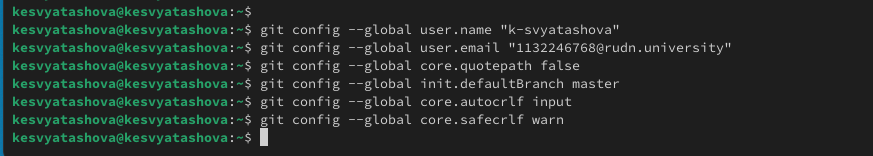 kesvyatashova@kesvyatashova:~$
kesvyatashova@kesvyatashova:~$ git config --global user.name "k-svyatashova"
kesvyatashova@kesvyatashova:~$ git config --global user.email "1132246768@rudn.university"
kesvyatashova@kesvyatashova:~$ git config --global core.quotepath false
kesvyatashova@kesvyatashova:~$ git config --global init.defaultBranch master
kesvyatashova@kesvyatashova:~$ git config --global core.autocrlf input
kesvyatashova@kesvyatashova:~$ git config --global core.safecrlf warn
kesvyatashova@kesvyatashova:~$